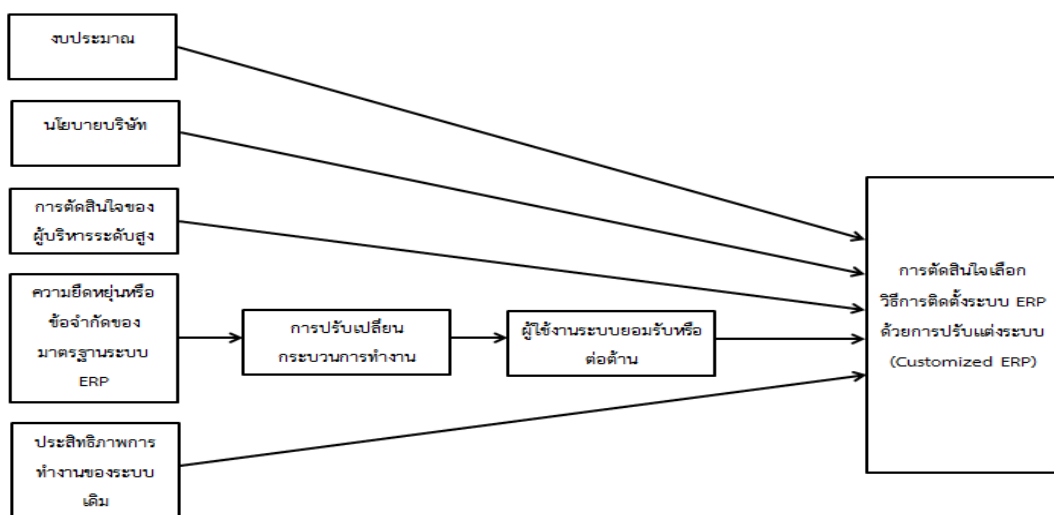 งบประมาณ
นโยบายบริษัท
การตัดสินใจของ
ผู้บริหารระดับสูง
ความยืดหยุ่นหรือ
ข้อจำกัดของ
มาตรฐานระบบ
ERP
การปรับเปลี่ยน
กระบวนการทำงาน
ผู้ใช้งานระบบยอมรับหรือ
ต่อต้าน
ประสิทธิภาพการ
ทำงานของระบบ
เดิม
การตัดสินใจเลือก
วิธีการติดตั้งระบบ ERP
ด้วยการปรับแต่งระบบ
(Customized ERP)